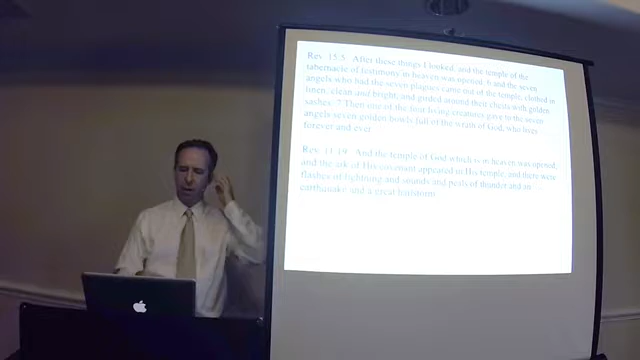 Rev. 15:5 After these things I looked, and the temple of the
tabernacle of testimony in heaven was opened, 6 and the seven
angels who had the seven plagues came out of the temple, clothed in
linen, clean and bright, and girded around their chests with golden
sashes. 7 Then one of the four living creatures gave to the seven
angels seven golden bowls full of the wrath of God, who lives
forever and ever.
Rev. 11:19 And the temple of God which is in heaven was opened;
and the ark of His covenant appeared in His temple, and there were
flashes of lightning and sounds and peals of thunder and an
earthquake and a great hailstorm.